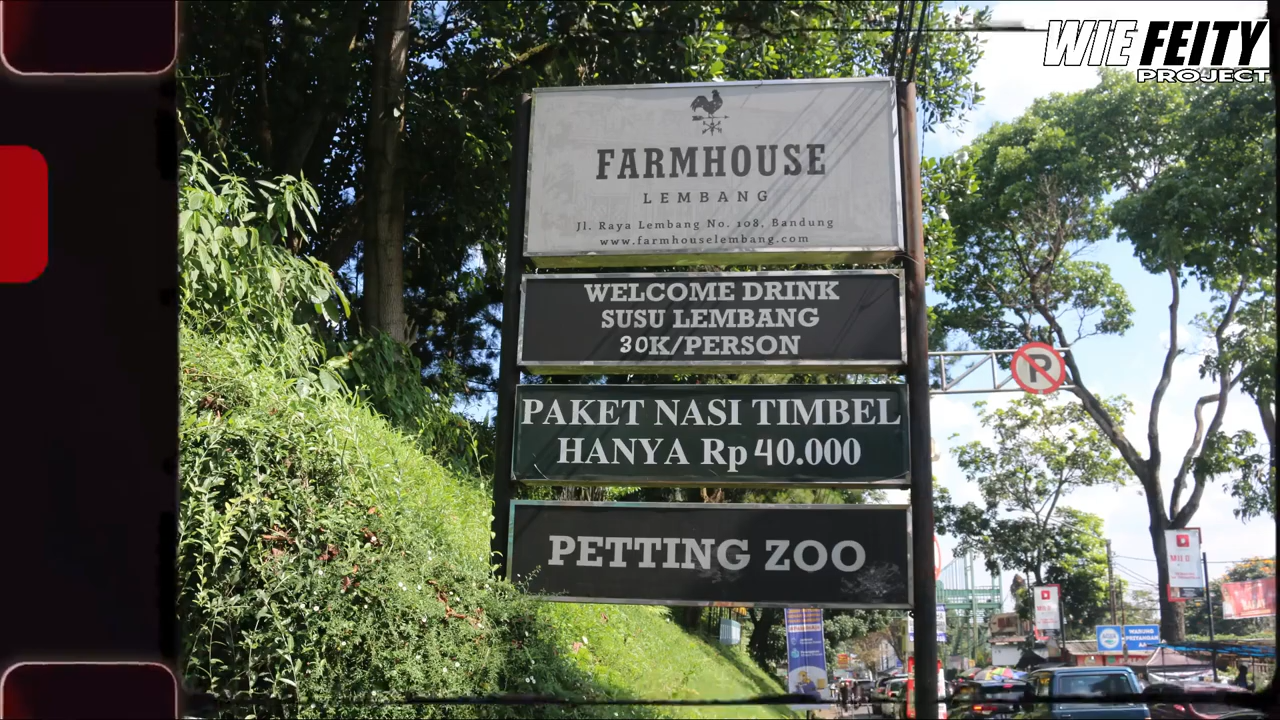 WIE FEITY
PROJECT
FARMHOUSE
LEMBANG
Jl. Raya Lembang No. 108, Bandung
www.farmhouselembang.com
WELCOME DRINK
SUSU LEMBANG
30K/PERSON
PAKET NASI TIMBEL
HANYA Rp 40.000
PETTING ZOO
P
WARUNG